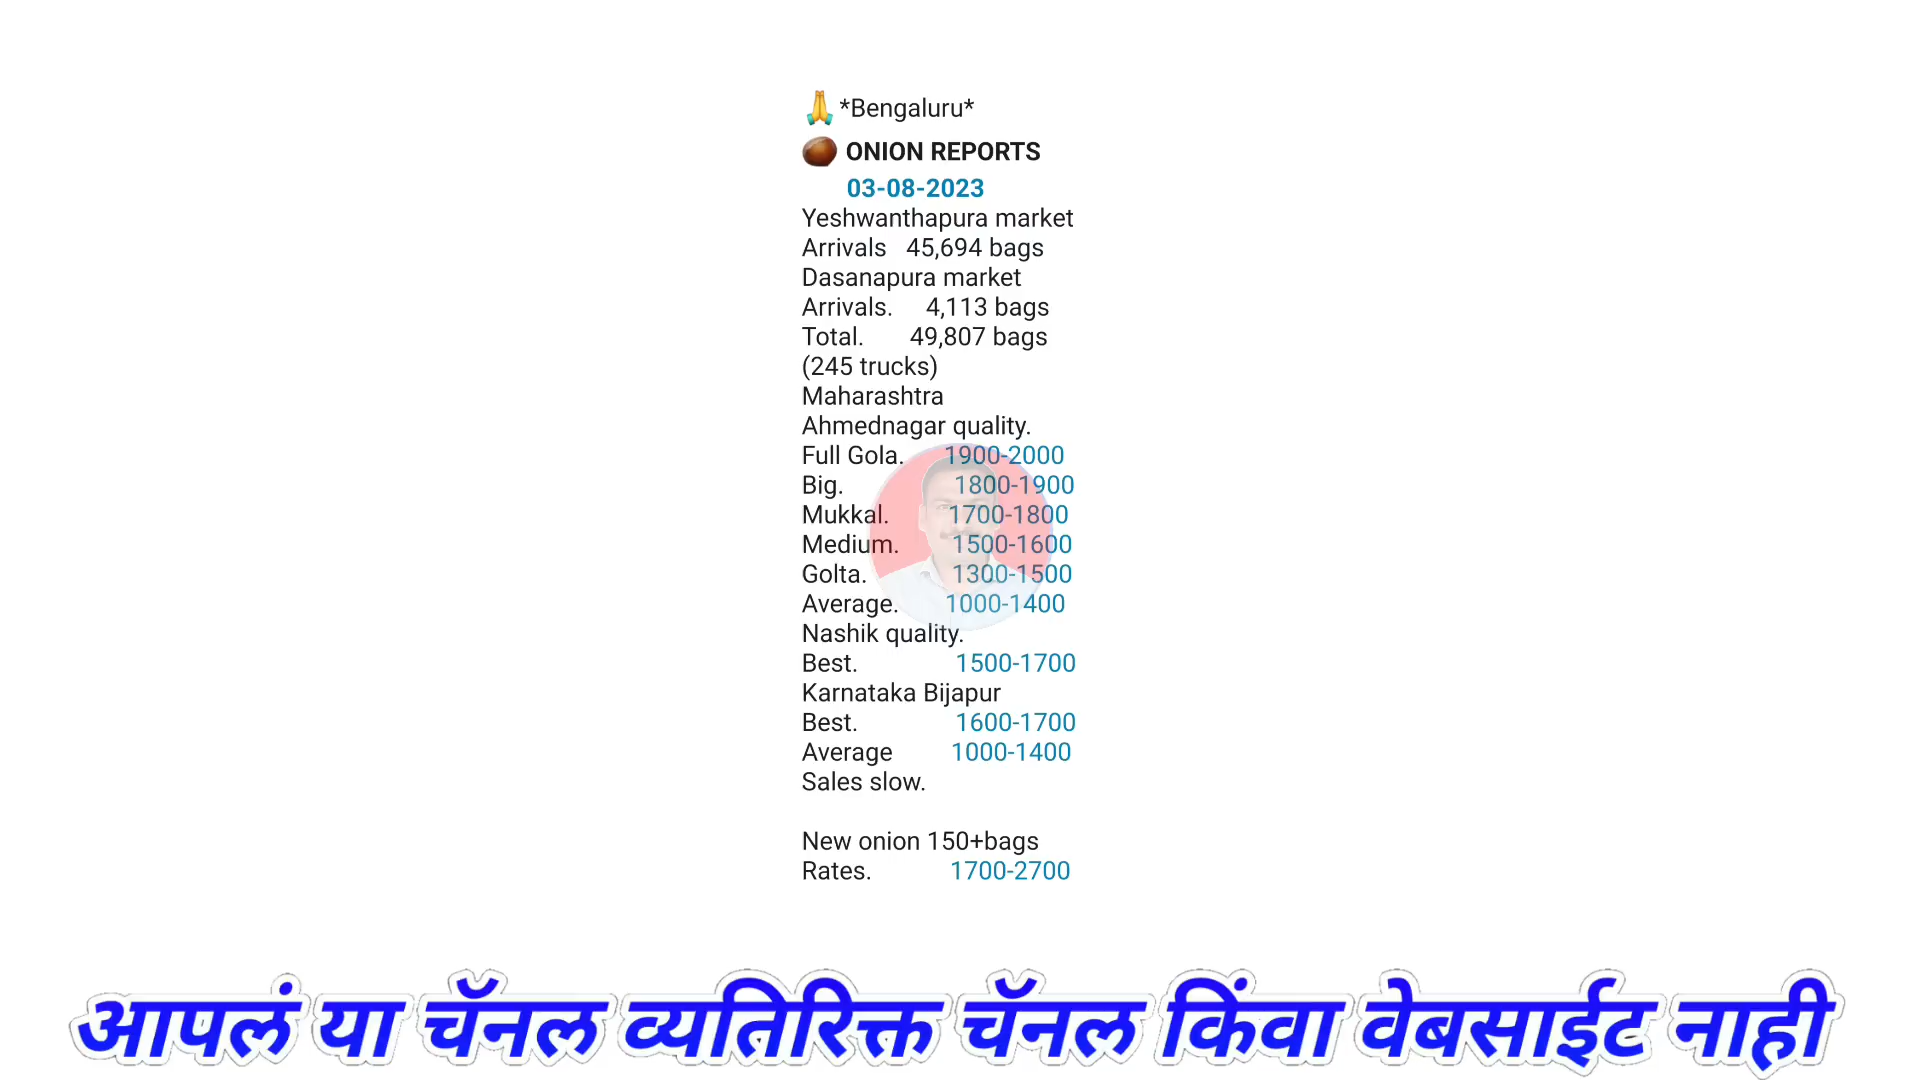 🙏*Bengaluru*
🌰 ONION REPORTS
03-08-2023
Yeshwanthapura market
Arrivals 45,694 bags
Dasanapura market
Arrivals. 4,113 bags
Total. 49,807 bags
(245 trucks)
Maharashtra
Ahmednagar quality.
Full Gola. 1900-2000
Big. 1800-1900
Mukkal. 1700-1800
Medium. 1500-1600
Golta. 1300-1500
Average. 1000-1400
Nashik quality.
Best. 1500-1700
Karnataka Bijapur
Best. 1600-1700
Average 1000-1400
Sales slow.
New onion 150+bags
Rates. 1700-2700
आपलं या चॅनल व्यतिरिक्त चॅनल किंवा वेबसाईट नाही